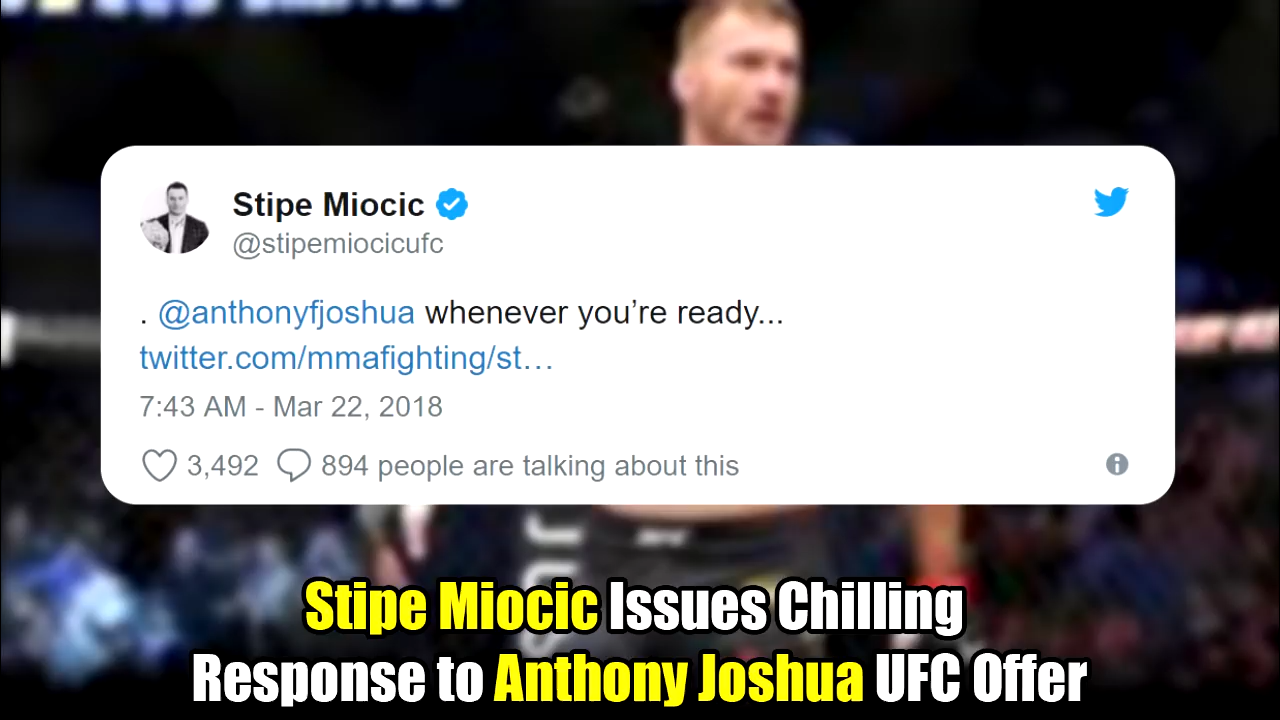 Stipe Miocic
@stipemiocicufc
. @anthonyfjoshua whenever you’re ready...
twitter.com/mmafighting/st…
7:43 AM - Mar 22, 2018
3,492 894 people are talking about this
Stipe Miocic Issues Chilling
Response to Anthony Joshua UFC Offer